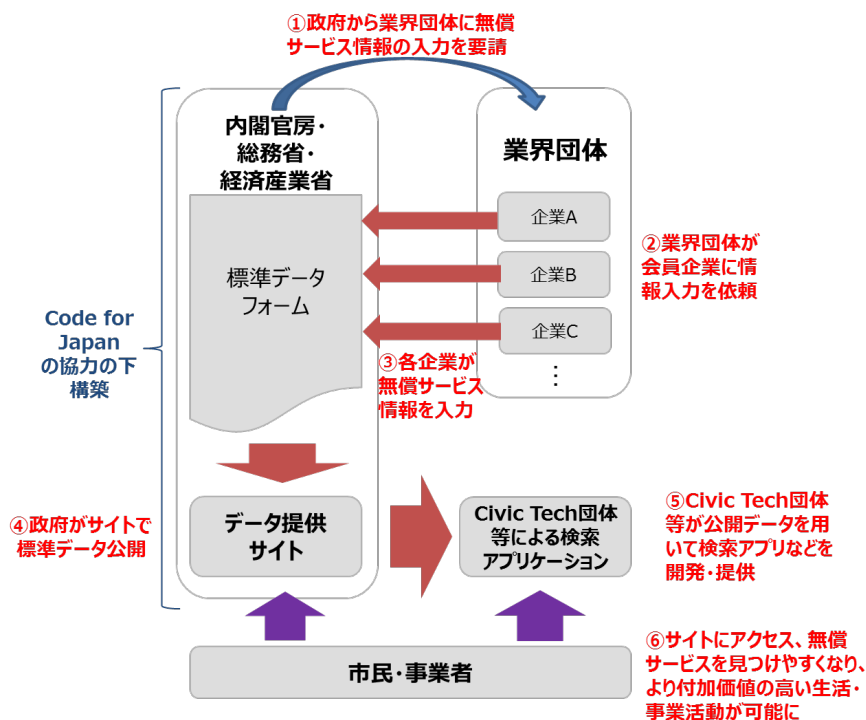 ①政府から業界団体に無償
サービス情報の入力を要請
内閣官房・
総務省・
経済産業省
業界団体
企業A
標準データ
フォーム
企業B
企業C
⋮
②業界団体が
会員企業に情
報入力を依頼
Code for
Japan
の協力の下
構築
③各企業が
無償サービス
情報を入力
④政府がサイトで
標準データ公開
データ提供
サイト
Civic Tech団体
等による検索
アプリケーション
⑤Civic Tech団体
等が公開データを用
いて検索アプリなどを
開発・提供
市民・事業者
⑥サイトにアクセス、無償
サービスを見つけやすくなり、
より付加価値の高い生活・
事業活動が可能に